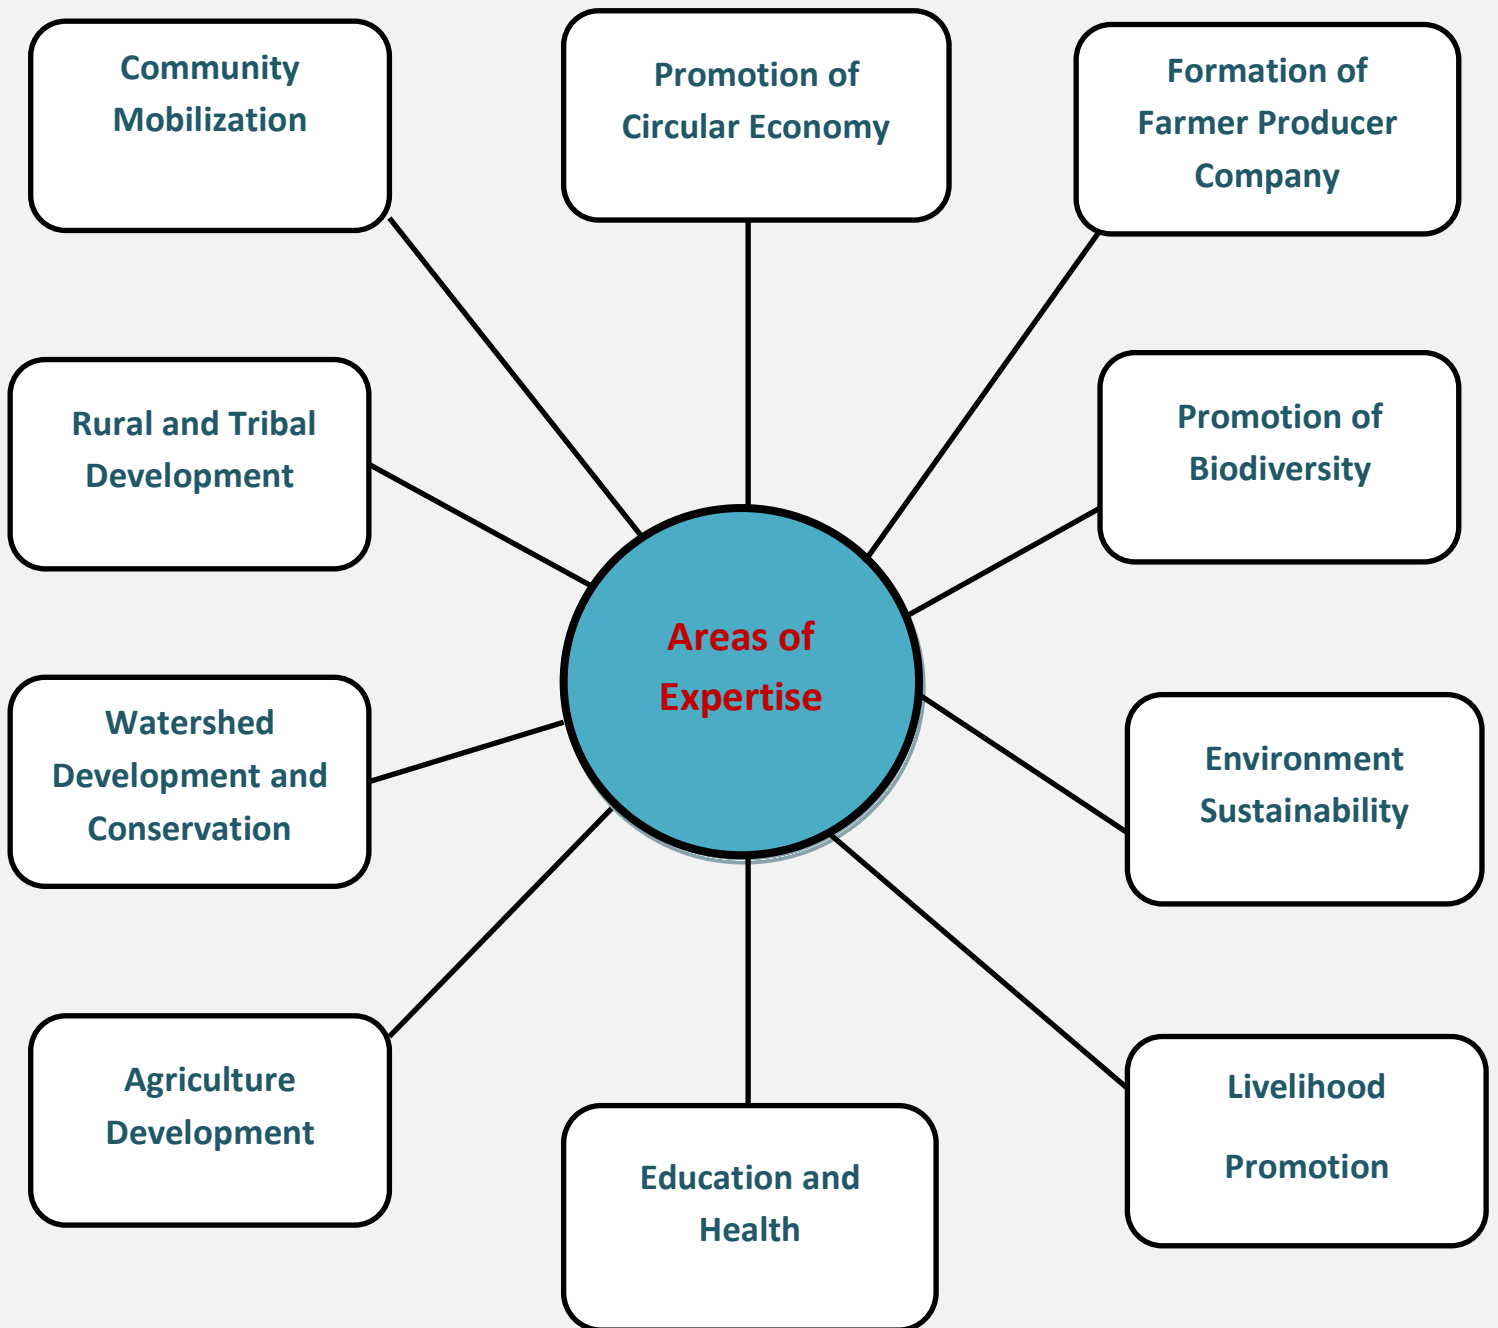 Community
Mobilization
Promotion of
Circular Economy
Formation of
Farmer Producer
Company
Rural and Tribal
Development
Promotion of
Biodiversity
Areas of
Expertise
Watershed
Development and
Conservation
Environment
Sustainability
Agriculture
Development
Education and
Health
Livelihood
Promotion